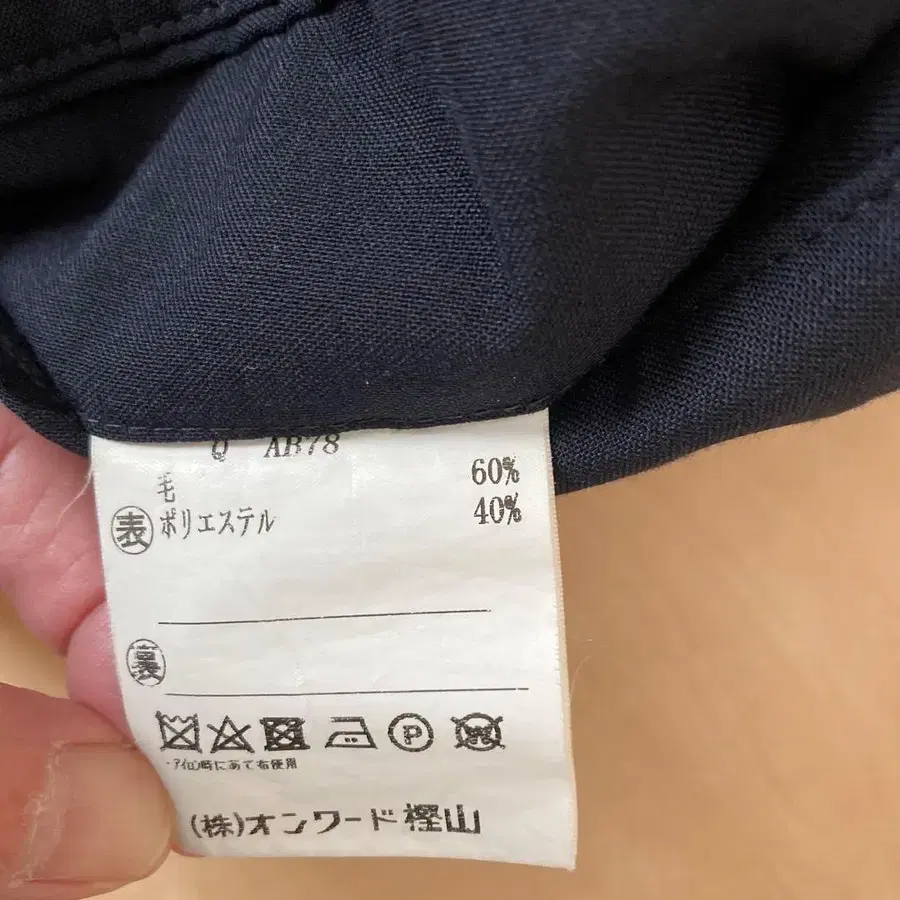 Q AB78
毛 60%
㊟表 ポリエステル 40%
裏
P W
・アイロン時にあて布使用
(株)オンワード樫山